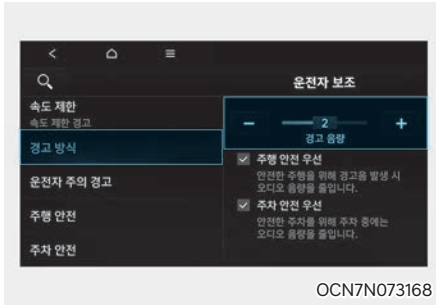 운전자 보조
속도 제한
속도 제한 경고
경고 방식
운전자 주의 경고
주행 안전
주차 안전
2
경고 음량
주행 안전 우선
안전한 주행을 위해 경고음 발생 시
오디오 음량을 줄입니다.
주차 안전 우선
안전한 주차를 위해 주차 중에는
오디오 음량을 줄입니다.
OCN7N073168